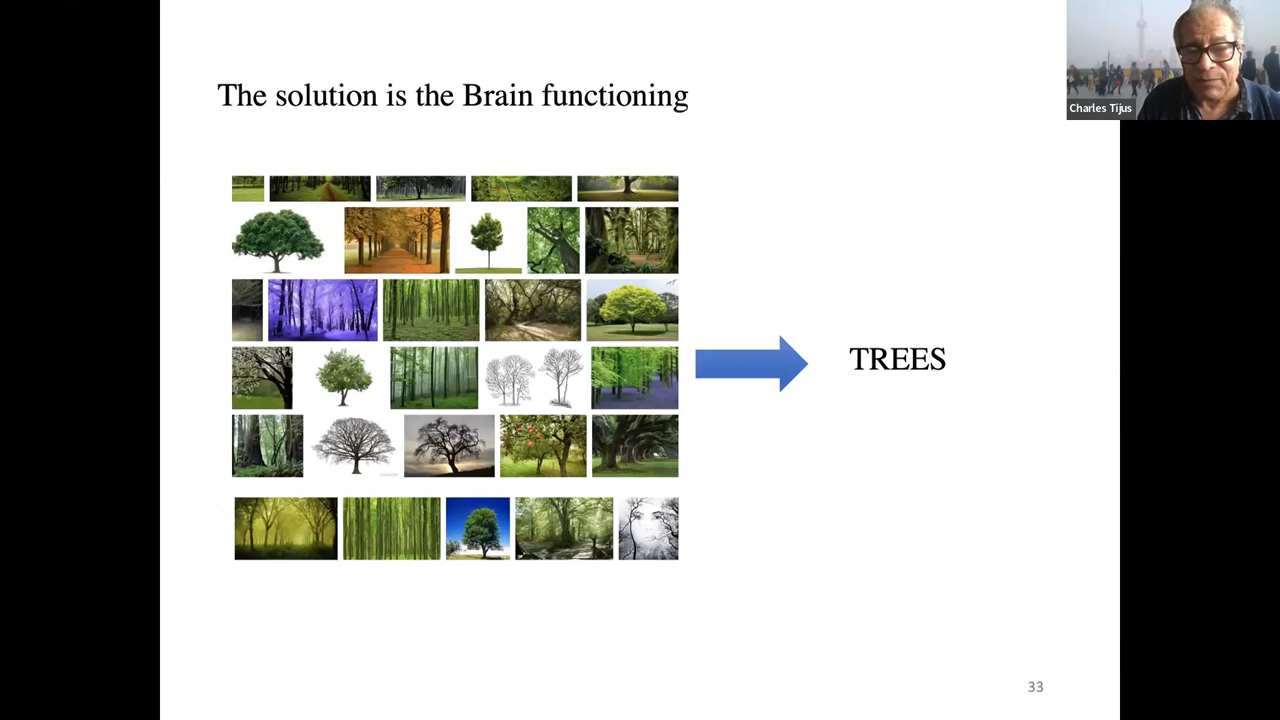 The solution is the Brain functioning
Charles Tijus
TREES
33